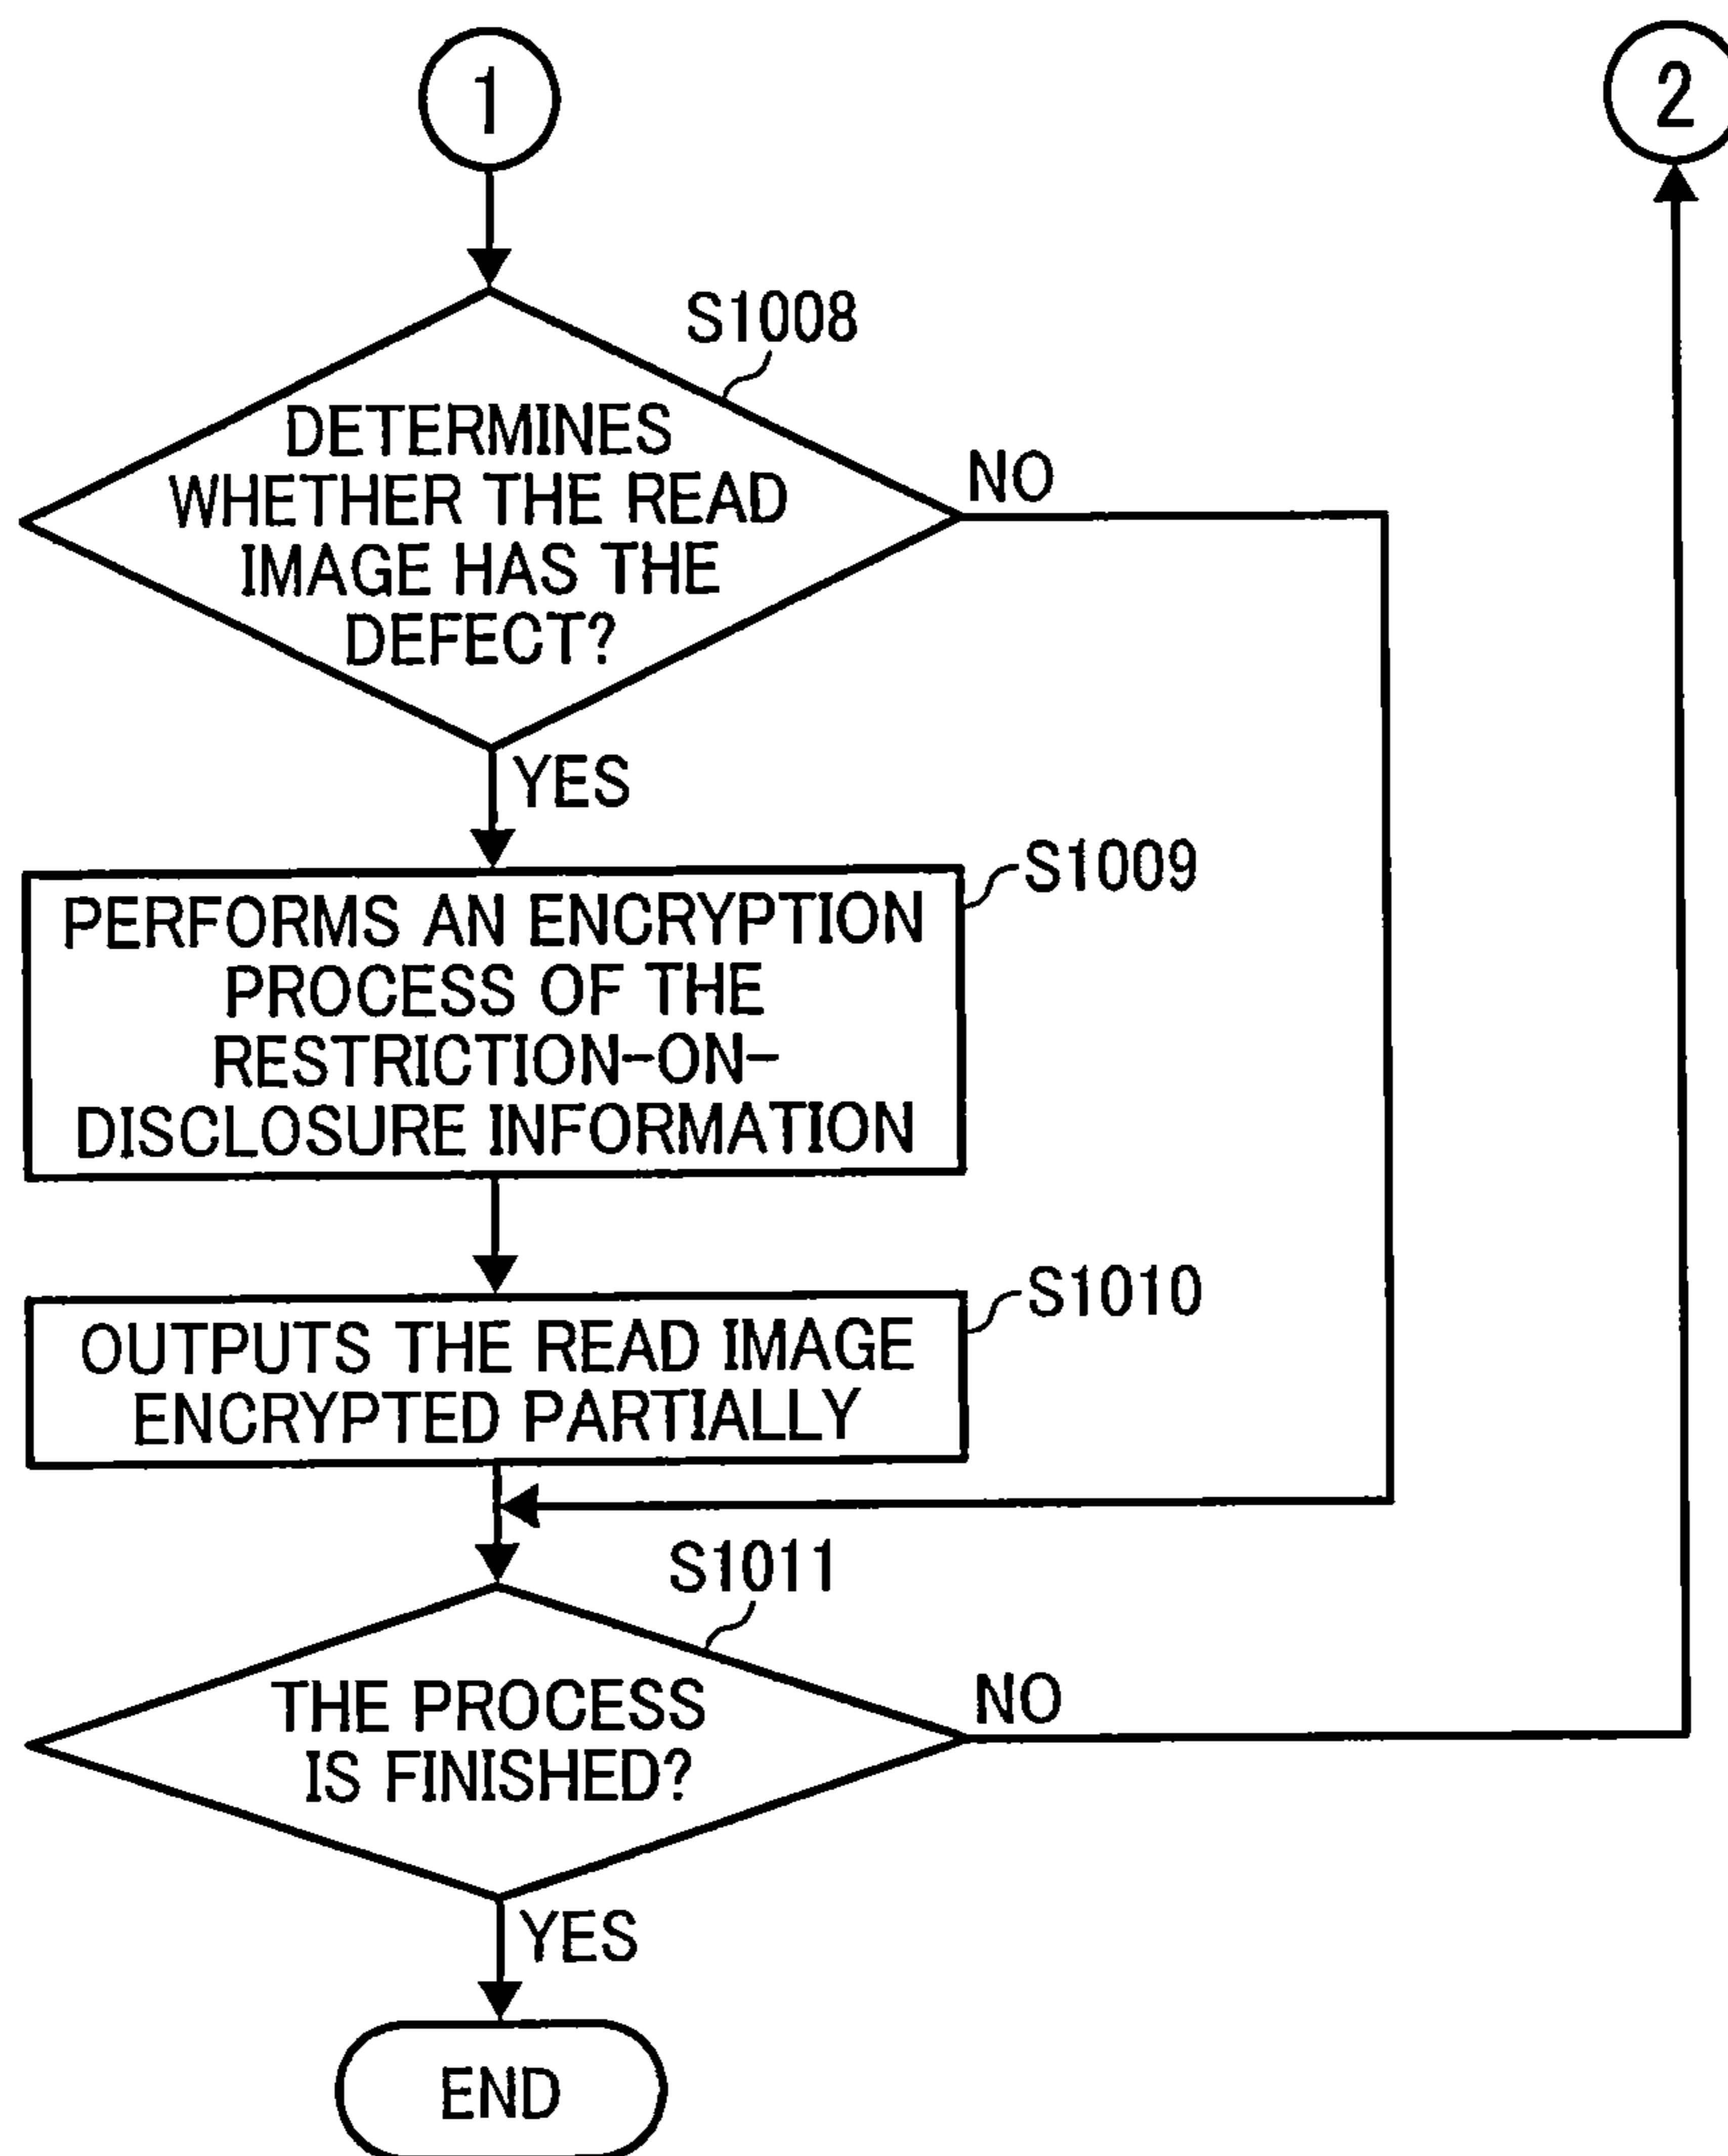 1
2
S1008
DETERMINES
WHETHER THE READ
IMAGE HAS THE
DEFECT?
NO
YES
S1009
PERFORMS AN ENCRYPTION
PROCESS OF THE
RESTRICTION-ON-
DISCLOSURE INFORMATION
S1010
OUTPUTS THE READ IMAGE
ENCRYPTED PARTIALLY
S1011
THE PROCESS
IS FINISHED?
NO
YES
END